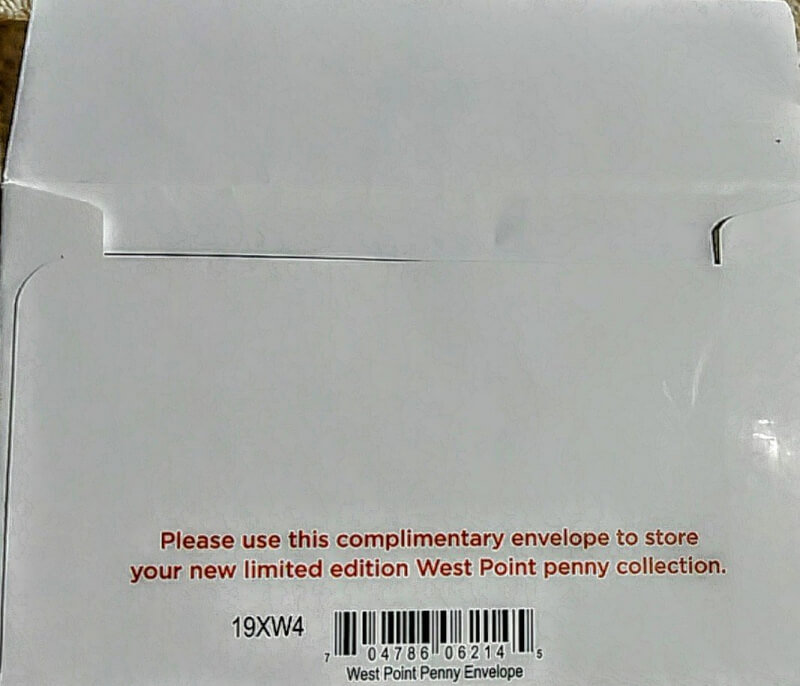 Please use this complimentary envelope to store
your new limited edition West Point penny collection.
19XW4
7 04786 06214 5
West Point Penny Envelope